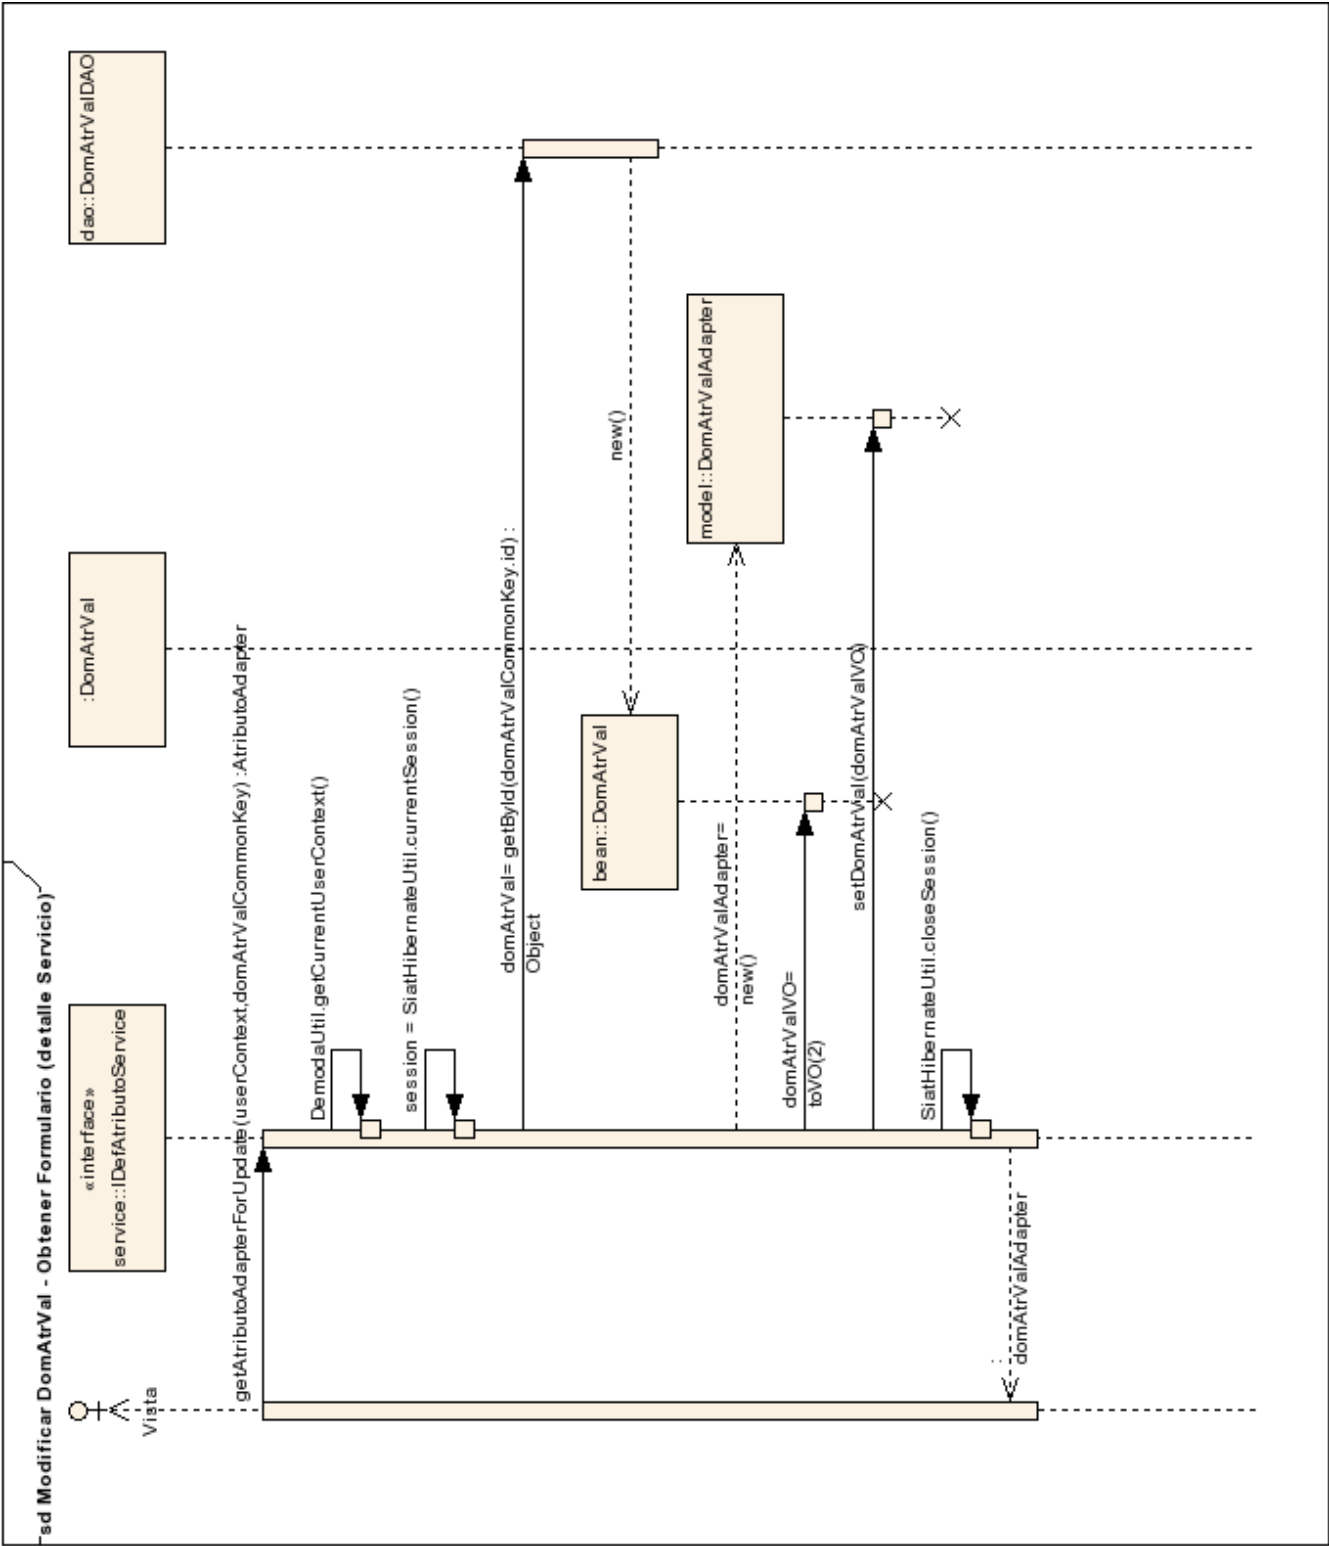 sd Modificar DomAtrVal - Obtener Formulario (detalle Servicio)
Vista
«interface»
service::IDefAtributoService
:DomAtrVal
dao::DomAtrValDAO
getAtributoAdapterForUpdate(userContext,domAtrValCommonKey) :AtributoAdapter
DemodaUtil.getCurrentUserContext()
session = SiatHibernateUtil.currentSession()
domAtrVal= getById(domAtrValCommonKey.id) :
Object
new()
bean::DomAtrVal
model::DomAtrValAdapter
domAtrValAdapter=
new()
domAtrValVO=
toVO(2)
setDomAtrVal(domAtrValVO)
SiatHibernateUtil.closeSession()
:
domAtrValAdapter